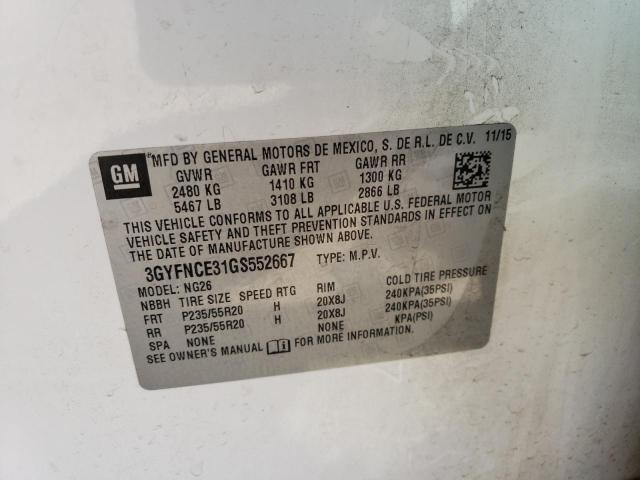 GM "MFD BY GENERAL MOTORS DE MEXICO, S. DE R.L. DE C.V. 11/15
GVWR GAWR FRT GAWR RR
2480 KG 1410 KG 1300 KG
5467 LB 3108 LB 2866 LB
THIS VEHICLE CONFORMS TO ALL APPLICABLE U.S. FEDERAL MOTOR
VEHICLE SAFETY AND THEFT PREVENTION STANDARDS IN EFFECT ON
THE DATE OF MANUFACTURE SHOWN ABOVE.
3GYFNCE31GS552667 TYPE: M.P.V.
MODEL: NG26
NBBH TIRE SIZE SPEED RTG RIM COLD TIRE PRESSURE
FRT P235/55R20 H 20X8J 240KPA(35PSI)
RR P235/55R20 H 20X8J 240KPA(35PSI)
SPA NONE NONE KPA(PSI)
SEE OWNER'S MANUAL FOR MORE INFORMATION.